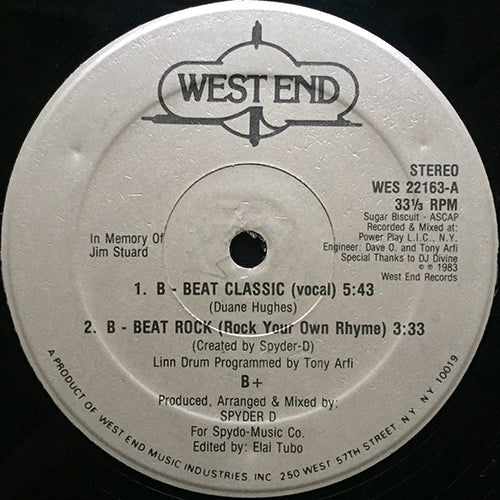 WEST END
STEREO
WES 22163-A
33⅓ RPM
Sugar Biscuit - ASCAP
Recorded & Mixed at:
Power Play L.I.C., N.Y.
Engineer: Dave O. and Tony Arfi
Special Thanks to DJ Divine
© ℗ 1983
West End Records
In Memory Of
Jim Stuard
1. B - BEAT CLASSIC (vocal) 5:43
(Duane Hughes)
2. B - BEAT ROCK (Rock Your Own Rhyme) 3:33
(Created by Spyder-D)
Linn Drum Programmed by Tony Arfi
B+
Produced, Arranged & Mixed by:
SPYDER D
For Spydo-Music Co.
Edited by: Elai Tubo
A PRODUCT OF WEST END MUSIC INDUSTRIES, INC 250 WEST 57TH STREET, NY, NY 10019